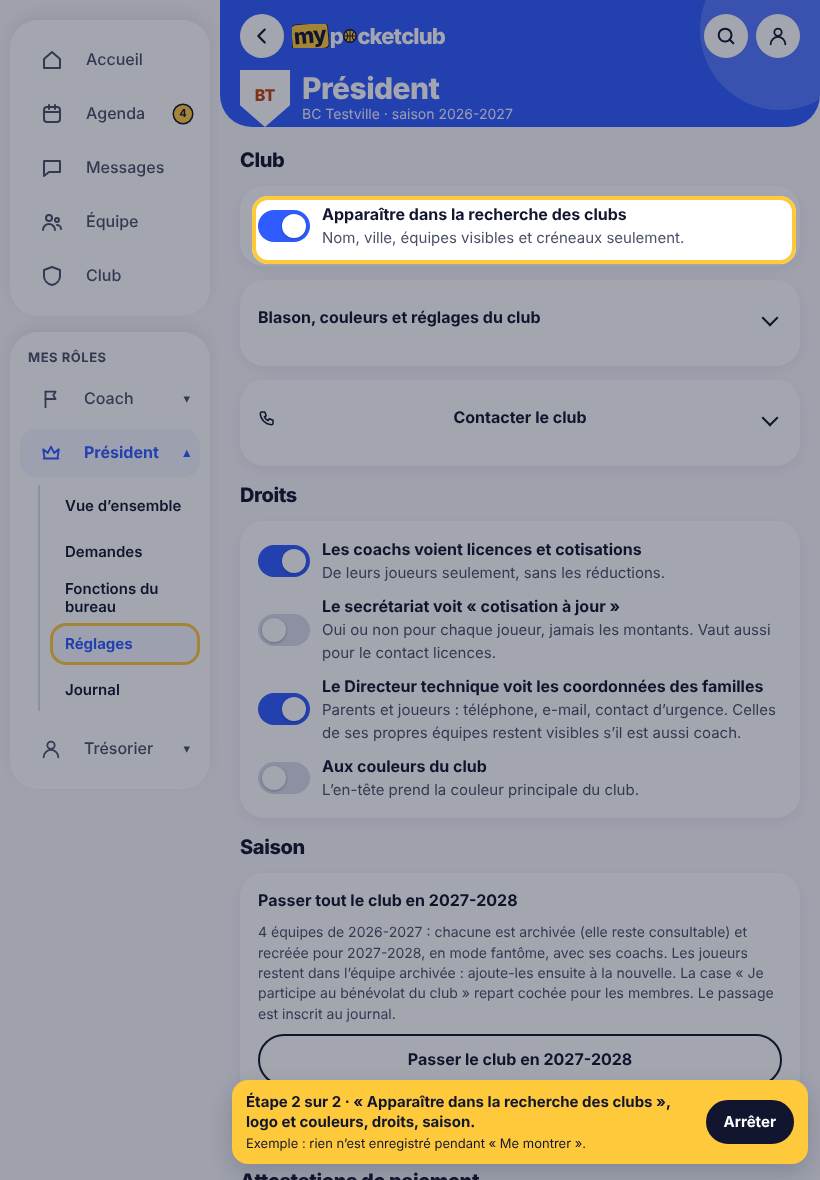 Accueil
Agenda
4
Messages
Équipe
Club
MES RÔLES
Coach
Président
Vue d’ensemble
Demandes
Fonctions du
bureau
Réglages
Journal
Trésorier
mypocketclub
BT
Président
BC Testville · saison 2026-2027
Club
Apparaître dans la recherche des clubs
Nom, ville, équipes visibles et créneaux seulement.
Blason, couleurs et réglages du club
Contacter le club
Droits
Les coachs voient licences et cotisations
De leurs joueurs seulement, sans les réductions.
Le secrétariat voit « cotisation à jour »
Oui ou non pour chaque joueur, jamais les montants. Vaut aussi
pour le contact licences.
Le Directeur technique voit les coordonnées des familles
Parents et joueurs : téléphone, e-mail, contact d’urgence. Celles
de ses propres équipes restent visibles s’il est aussi coach.
Aux couleurs du club
L’en-tête prend la couleur principale du club.
Saison
Passer tout le club en 2027-2028
4 équipes de 2026-2027 : chacune est archivée (elle reste consultable) et
recréée pour 2027-2028, en mode fantôme, avec ses coachs. Les joueurs
restent dans l’équipe archivée : ajoute-les ensuite à la nouvelle. La case « Je
participe au bénévolat du club » repart cochée pour les membres. Le passage
est inscrit au journal.
Passer le club en 2027-2028
Étape 2 sur 2 · « Apparaître dans la recherche des clubs »,
logo et couleurs, droits, saison.
Exemple : rien n’est enregistré pendant « Me montrer ».
Arrêter
Attestations de paiement